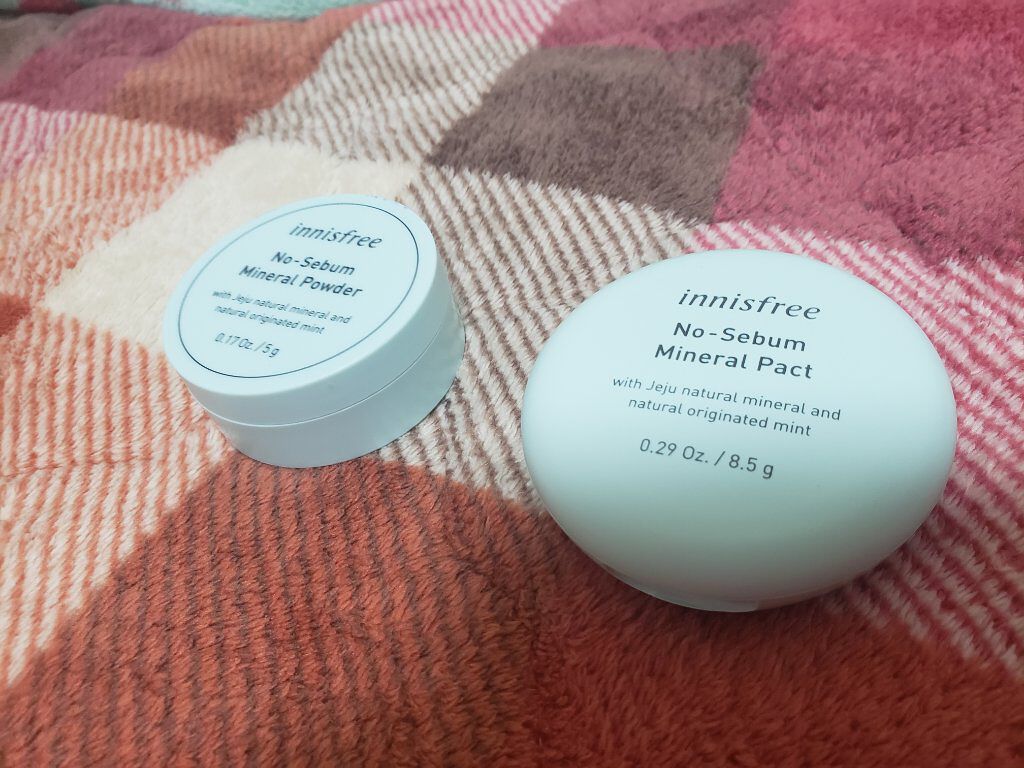 innisfree
No-Sebum
Mineral Powder
with Jeju natural mineral and
natural originated mint
0.17 Oz. / 5 g
innisfree
No-Sebum
Mineral Pact
with Jeju natural mineral and
natural originated mint
0.29 Oz. / 8.5 g